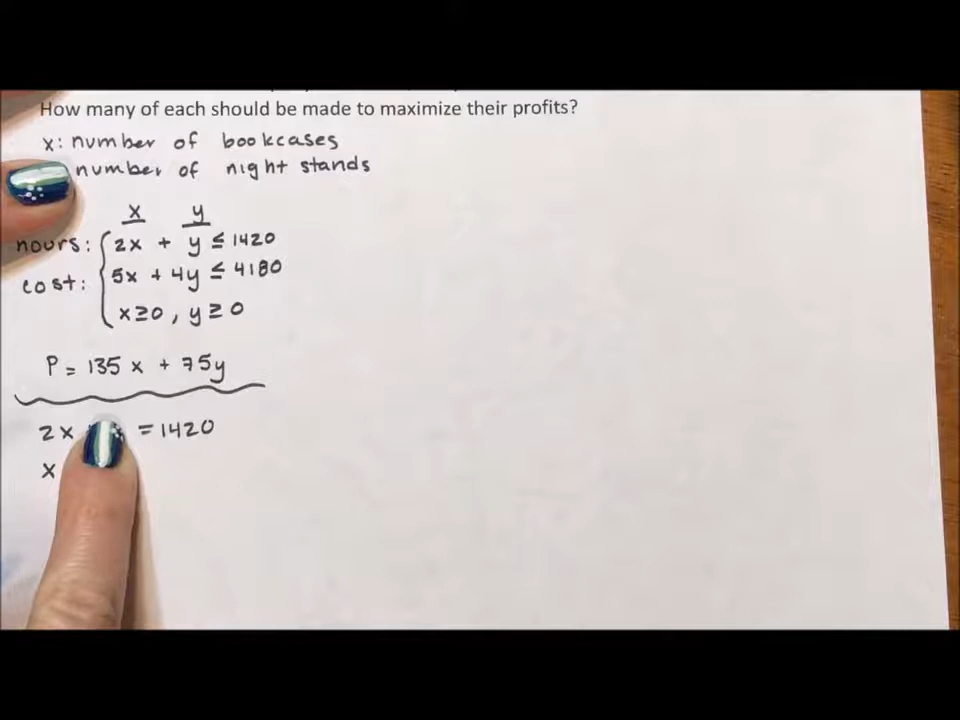 How many of each should be made to maximize their profits?
x: number of bookcases
number of night stands
x y
hours: 2x + y ≤ 1420
cost: 5x + 4y ≤ 4180
x ≥ 0, y ≥ 0
P = 135x + 75y
2x = 1420
x